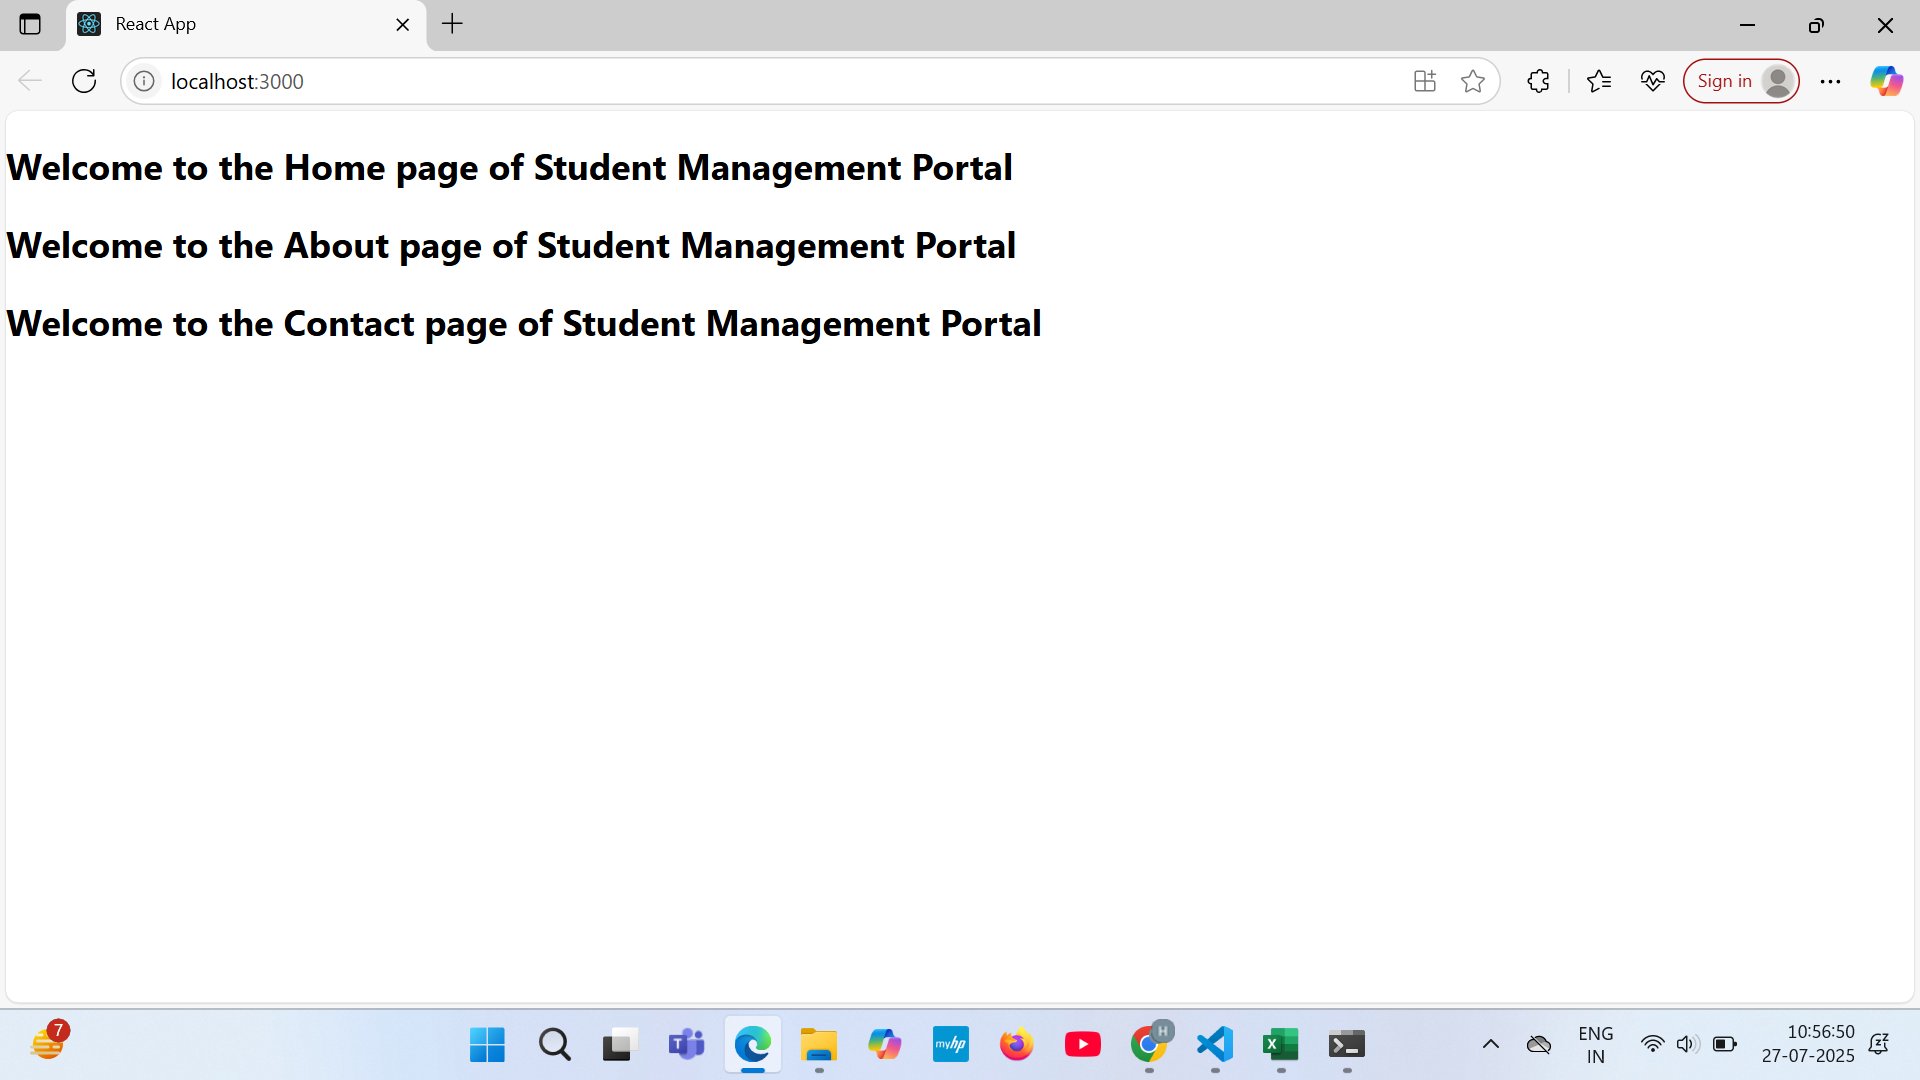 React App
localhost:3000
Sign in
Welcome to the Home page of Student Management Portal
Welcome to the About page of Student Management Portal
Welcome to the Contact page of Student Management Portal
7
T
myhp
H
X
ENG
IN
10:56:50
27-07-2025